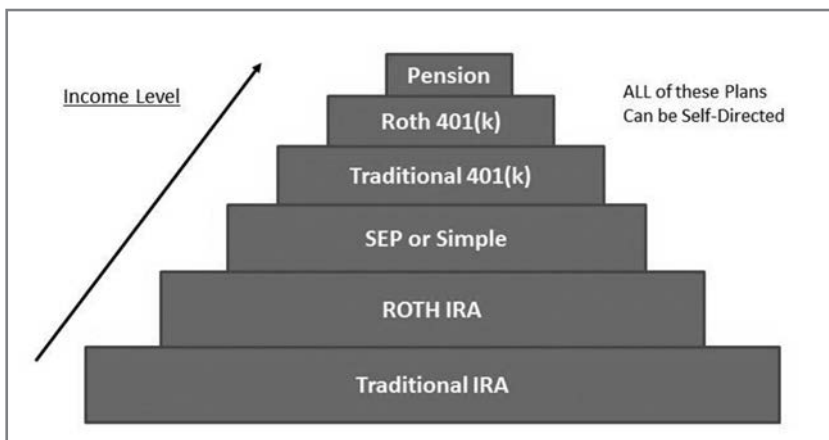 Pension
Income Level
ALL of these Plans
Can be Self-Directed
Roth 401(k)
Traditional 401(k)
SEP or Simple
ROTH IRA
Traditional IRA